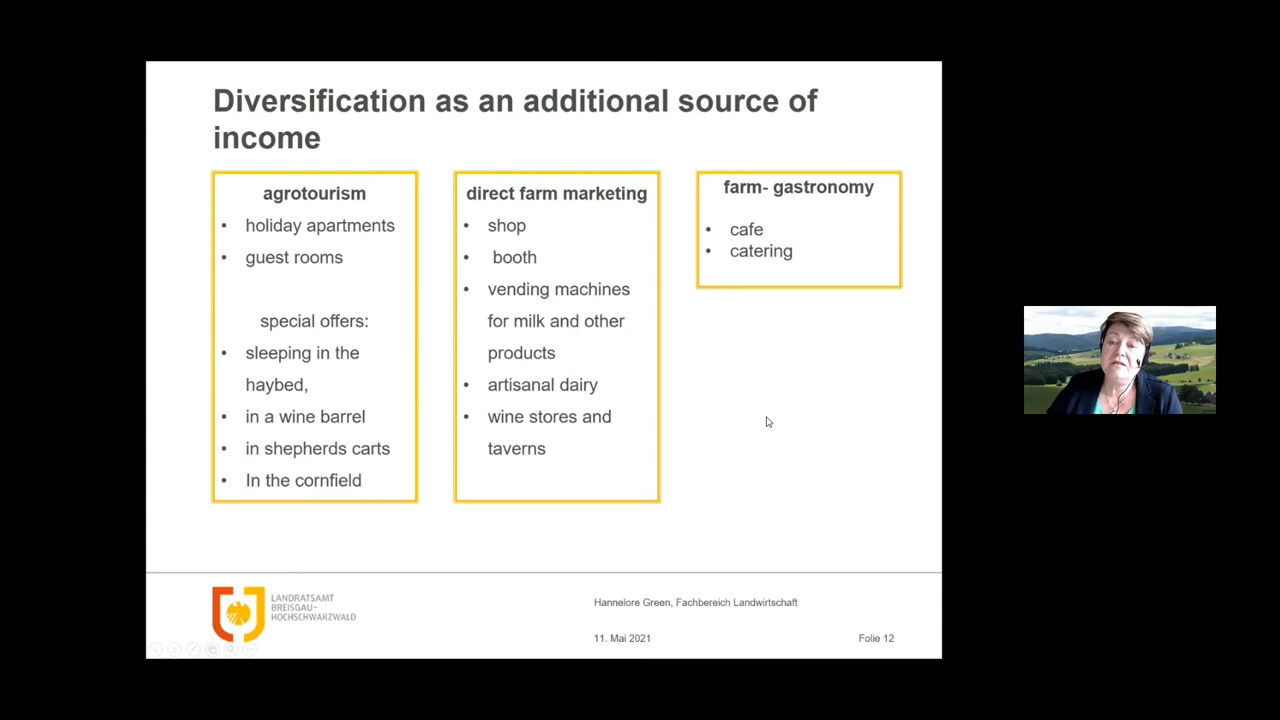 Diversification as an additional source of
income
agrotourism
• holiday apartments
• guest rooms
special offers:
• sleeping in the
haybed,
• in a wine barrel
• in shepherds carts
• In the cornfield
direct farm marketing
• shop
• booth
• vending machines
for milk and other
products
• artisanal dairy
• wine stores and
taverns
farm- gastronomy
• cafe
• catering
LANDRATSAMT
BREISGAU-
HOCHSCHWARZWALD
Hannelore Green, Fachbereich Landwirtschaft
11. Mai 2021
Folie 12